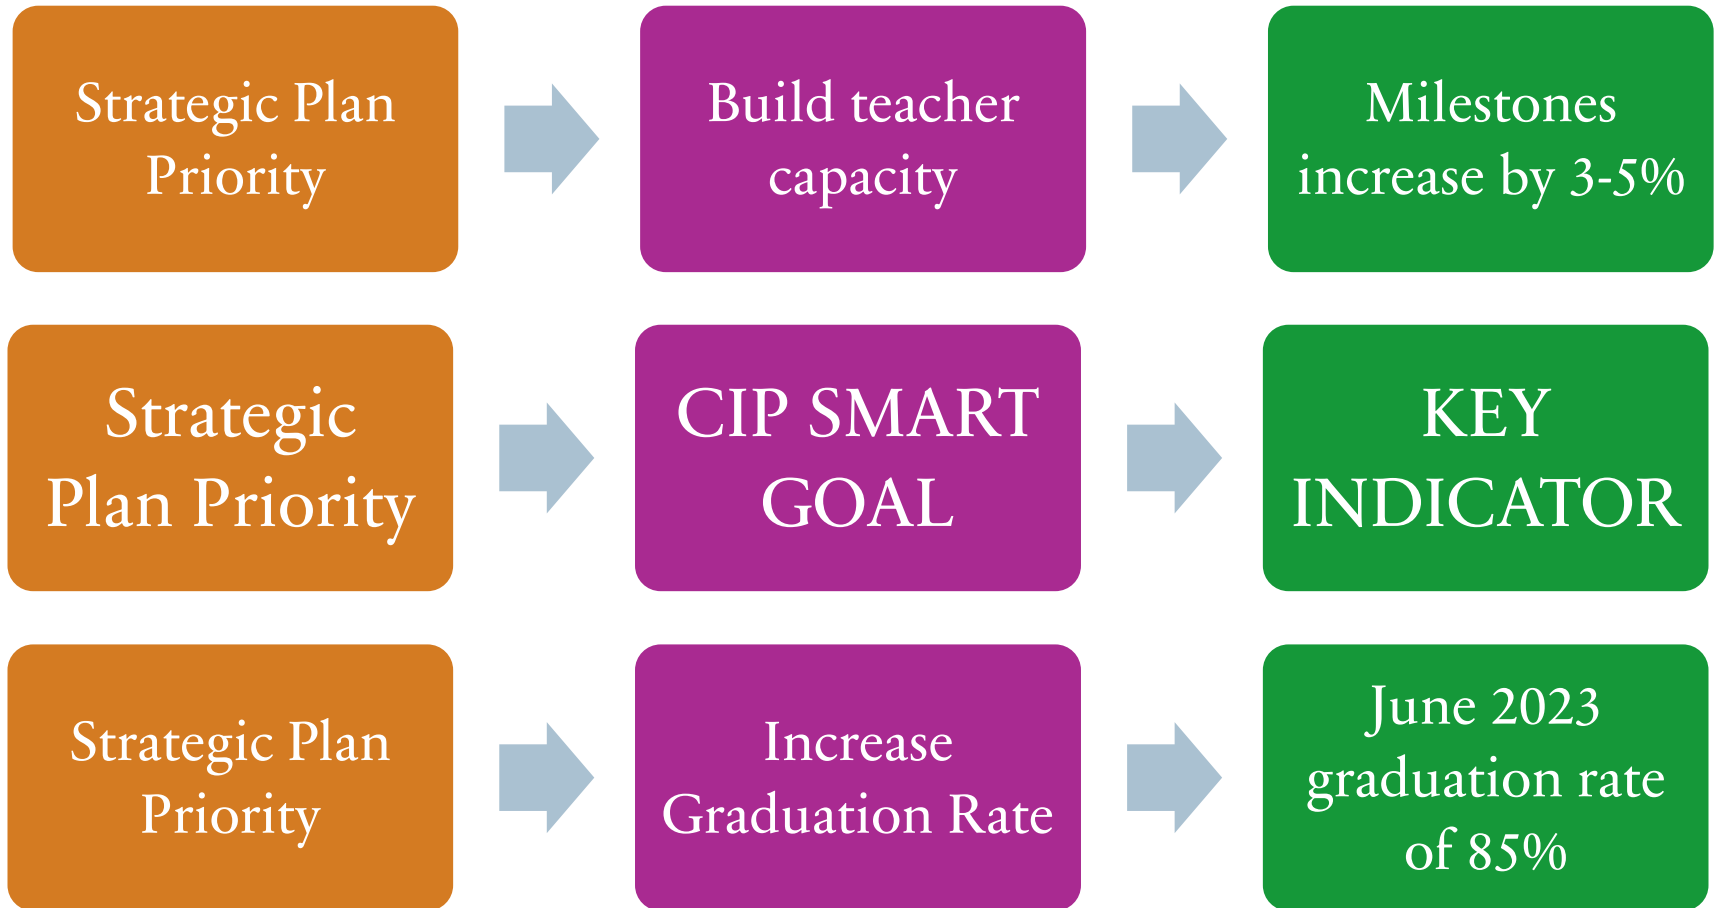 Strategic Plan
Priority
Build teacher
capacity
Milestones
increase by 3-5%
Strategic
Plan Priority
CIP SMART
GOAL
KEY
INDICATOR
Strategic Plan
Priority
Increase
Graduation Rate
June 2023
graduation rate
of 85%